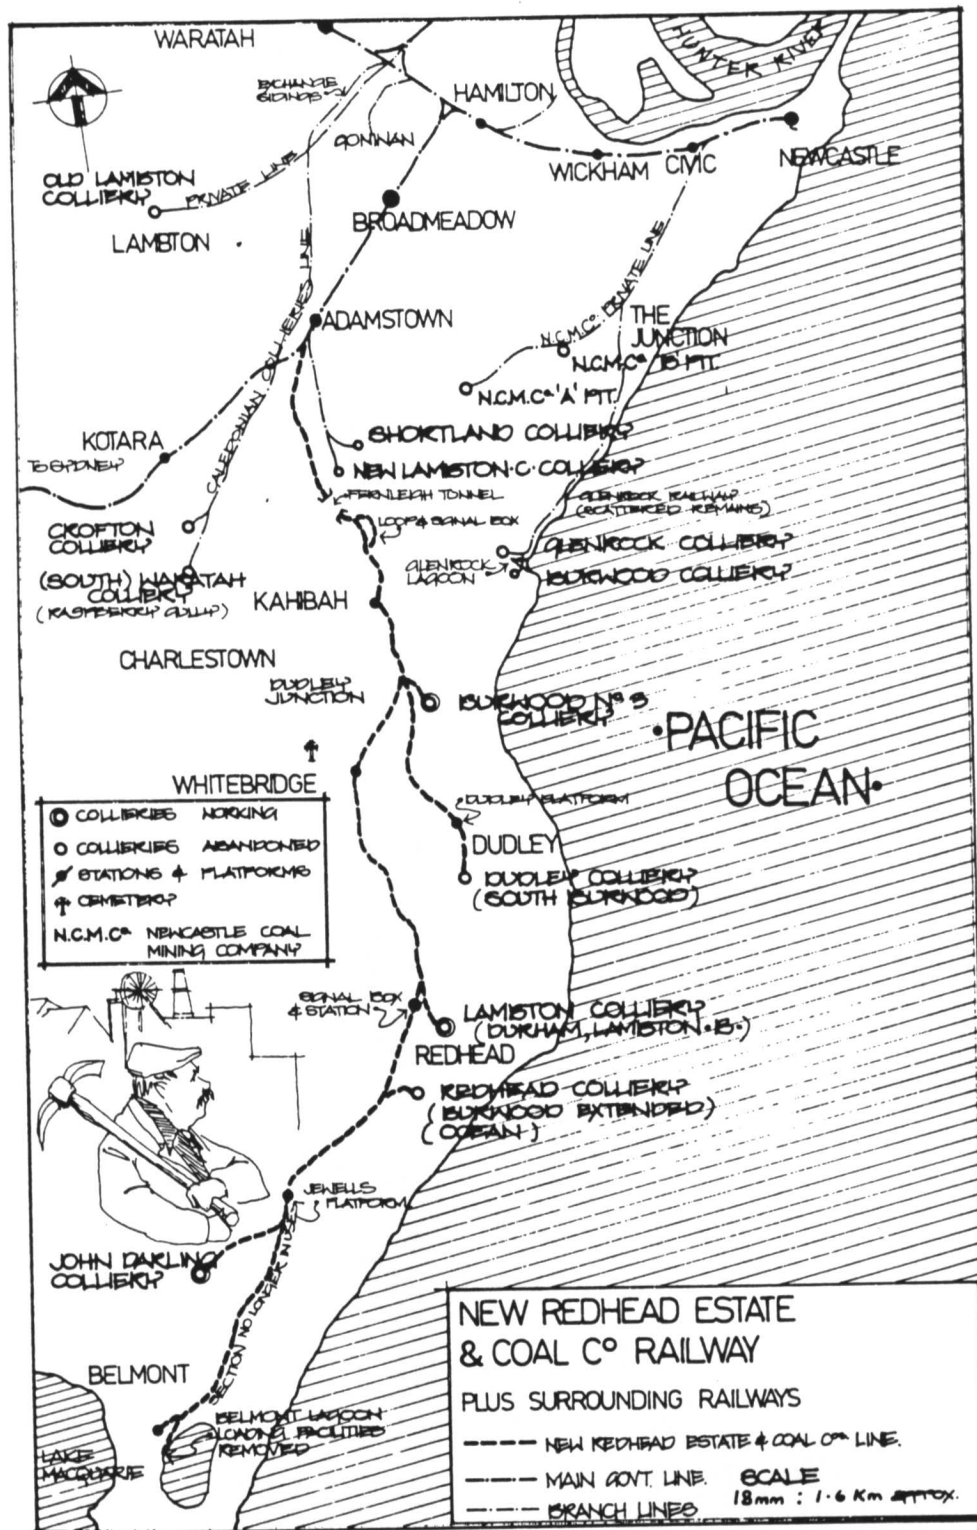 WARATAH
HUNTER RIVER
EXCHANGE
SIDINGS
HAMILTON
GONINAN
WICKHAM
CIVIC
NEWCASTLE
OLD LAMBTON
COLLIERY
PRIVATE LINE
LAMBTON
BROADMEADOW
CALEDONIAN COLLIERIES LINE
ADAMSTOWN
N.C.M.Cº PRIVATE LINE
THE
JUNCTION
N.C.M.Cº 'B' PIT.
N.C.M.Cº 'A' PIT.
KOTARA
TO SYDNEY
SHORTLAND COLLIERY
NEW LAMBTON·C·COLLIERY
FERNLEIGH TUNNEL
GLENROCK RAILWAY
(SCATTERED REMAINS)
CROFTON
COLLIERY
LOOP & SIGNAL BOX
GLENROCK COLLIERY
GLENROCK
LAGOON
BURWOOD COLLIERY
(SOUTH) WARATAH
COLLIERY
(RASPBERRY GULLY)
KAHIBAH
CHARLESTOWN
DUDLEY
JUNCTION
BURWOOD Nº 3
COLLIERY
·PACIFIC
OCEAN·
WHITEBRIDGE
DUDLEY PLATFORM
DUDLEY
DUDLEY COLLIERY
(SOUTH BURWOOD)
COLLIERIES WORKING
COLLIERIES ABANDONED
STATIONS & PLATFORMS
CEMETERY
N.C.M.Cº NEWCASTLE COAL
MINING COMPANY
SIGNAL BOX
& STATION
LAMBTON COLLIERY
(DURHAM, LAMBTON·B·)
REDHEAD
REDHEAD COLLIERY
(BURWOOD EXTENDED)
(OCEAN)
JEWELLS
PLATFORM
JOHN DARLING
COLLIERY
SECTION NO LONGER IN USE
BELMONT
BELMONT LAGOON
LOADING FACILITIES
REMOVED
LAKE
MACQUARIE
NEW REDHEAD ESTATE
& COAL Cº RAILWAY
PLUS SURROUNDING RAILWAYS
NEW REDHEAD ESTATE & COAL Cºˢ LINE.
MAIN GOVT. LINE.
BRANCH LINES
SCALE
18mm : 1.6 Km approx.